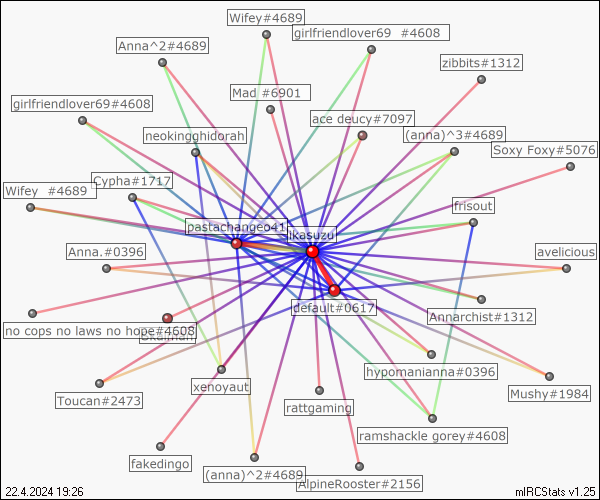 Wifey#4689
girlfriendlover69 #4608
Anna^2#4689
zibbits#1312
Mad #6901
girlfriendlover69#4608
ace deucy#7097
neokingghidorah
(anna)^3#4689
Soxy Foxy#5076
Cypha#1717
Wifey #4689
frisout
pastachangeo41
ikasuzu
Anna.#0396
avelicious
default#0617
Annarchist#1312
no cops no laws no hope#4608
hypomanianna#0396
xenoyaut
Mushy#1984
Toucan#2473
rattgaming
ramshackle gorey#4608
fakedingo
(anna)^2#4689
AlpineRooster#2156
22.4.2024 19:26
mIRCStats v1.25